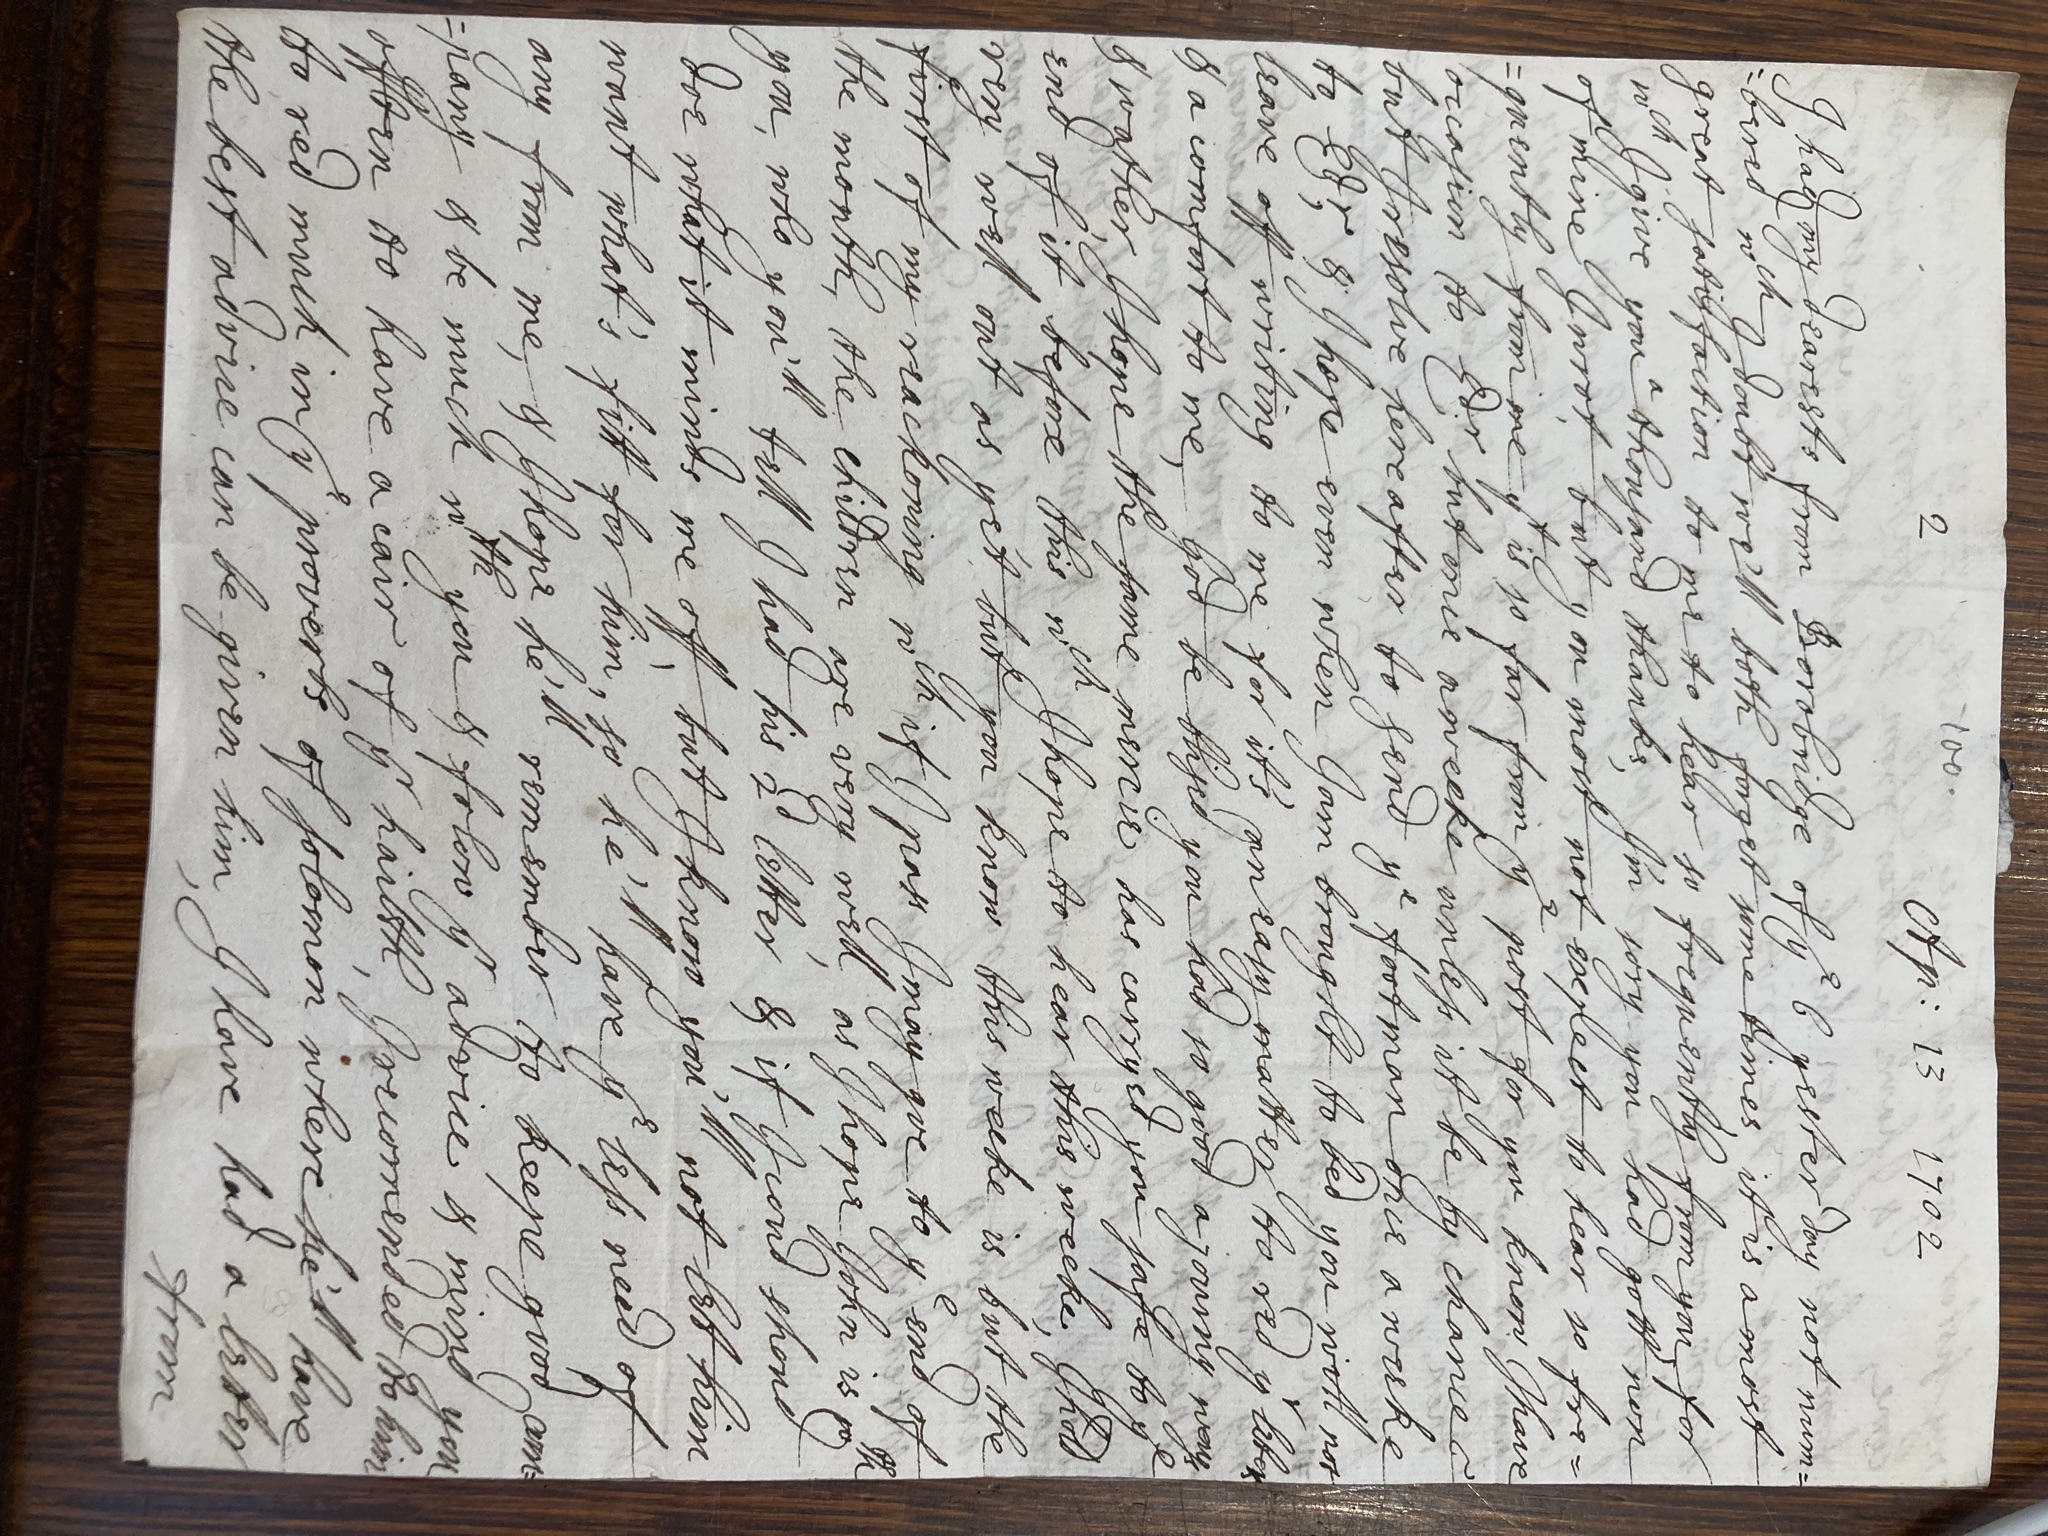 2 100. Ap: 13 1702
I had my dearests from Borobridge of ye 6 yesterday not num=
=bered wch I doubt we'll both forget some times, it is a most
great satisfaction to me to hear so frequently from you, for
wch I give you a thousand thanks, I'm sory you had gott non
of mine I wrot, but you most not expect to hear so fre=
=quently from me yt is so far from ye post for you know I have
occasion to Edr but once a weeke unless it be by chance
but I resolve hereafter to send ye footman once a weeke
to Edr, & I hope even when I am brought to bed you will not
leave off writing to me for it's an easy matter to red yr leters
& a comfort to me, God be blised you had so good a journy ways
& wather, I hope the same mercie has carryed you safe to ye
end of it before this, wch I hope to hear this weeke, I hold
very well out as yet but you know this weeke is but the
first of my reackoning wch if I pass I may goe to ye end of
the month, the children are very well, as I hope John is wth
you, who you'll tell I had his 2d letter & if I coud shoud
doe what it minds me off, but I know you'll not let him
want what's fitt for him, so he'll have ye less need of
any from me, & I hope he'll remember to keepe good com=
=pany & be much wth you & folow yr advice & mind you
offten to have a cair of yr hailth, I recomended to him
to red much in ye proverbs of solomon where he'll have
the best advice can be given him, I have had a letter
from